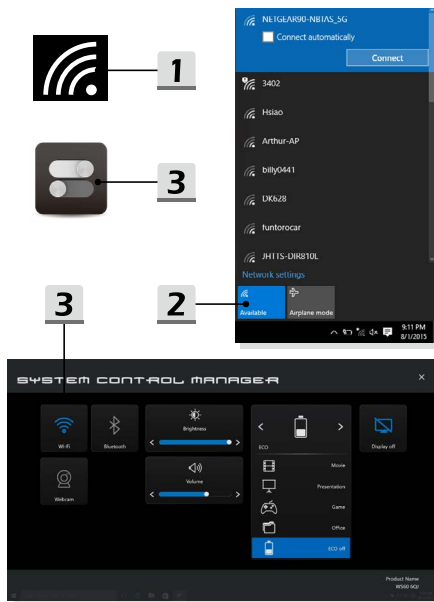 1
3
3
2
NETGEAR90-NBTAS_5G
Connect automatically
Connect
3402
Hsiao
Arthur-AP
billy0441
DK628
funtorocar
JHTTS-DIR810L
Network settings
Available
Airplane mode
9:11 PM
8/1/2015
SYSTEM CONTROL MANAGER
Wi-Fi
Bluetooth
Brightness
ECO
Display off
Webcam
Volume
Movie
Presentation
Game
Office
ECO off
Product Name
WS60 6QJ